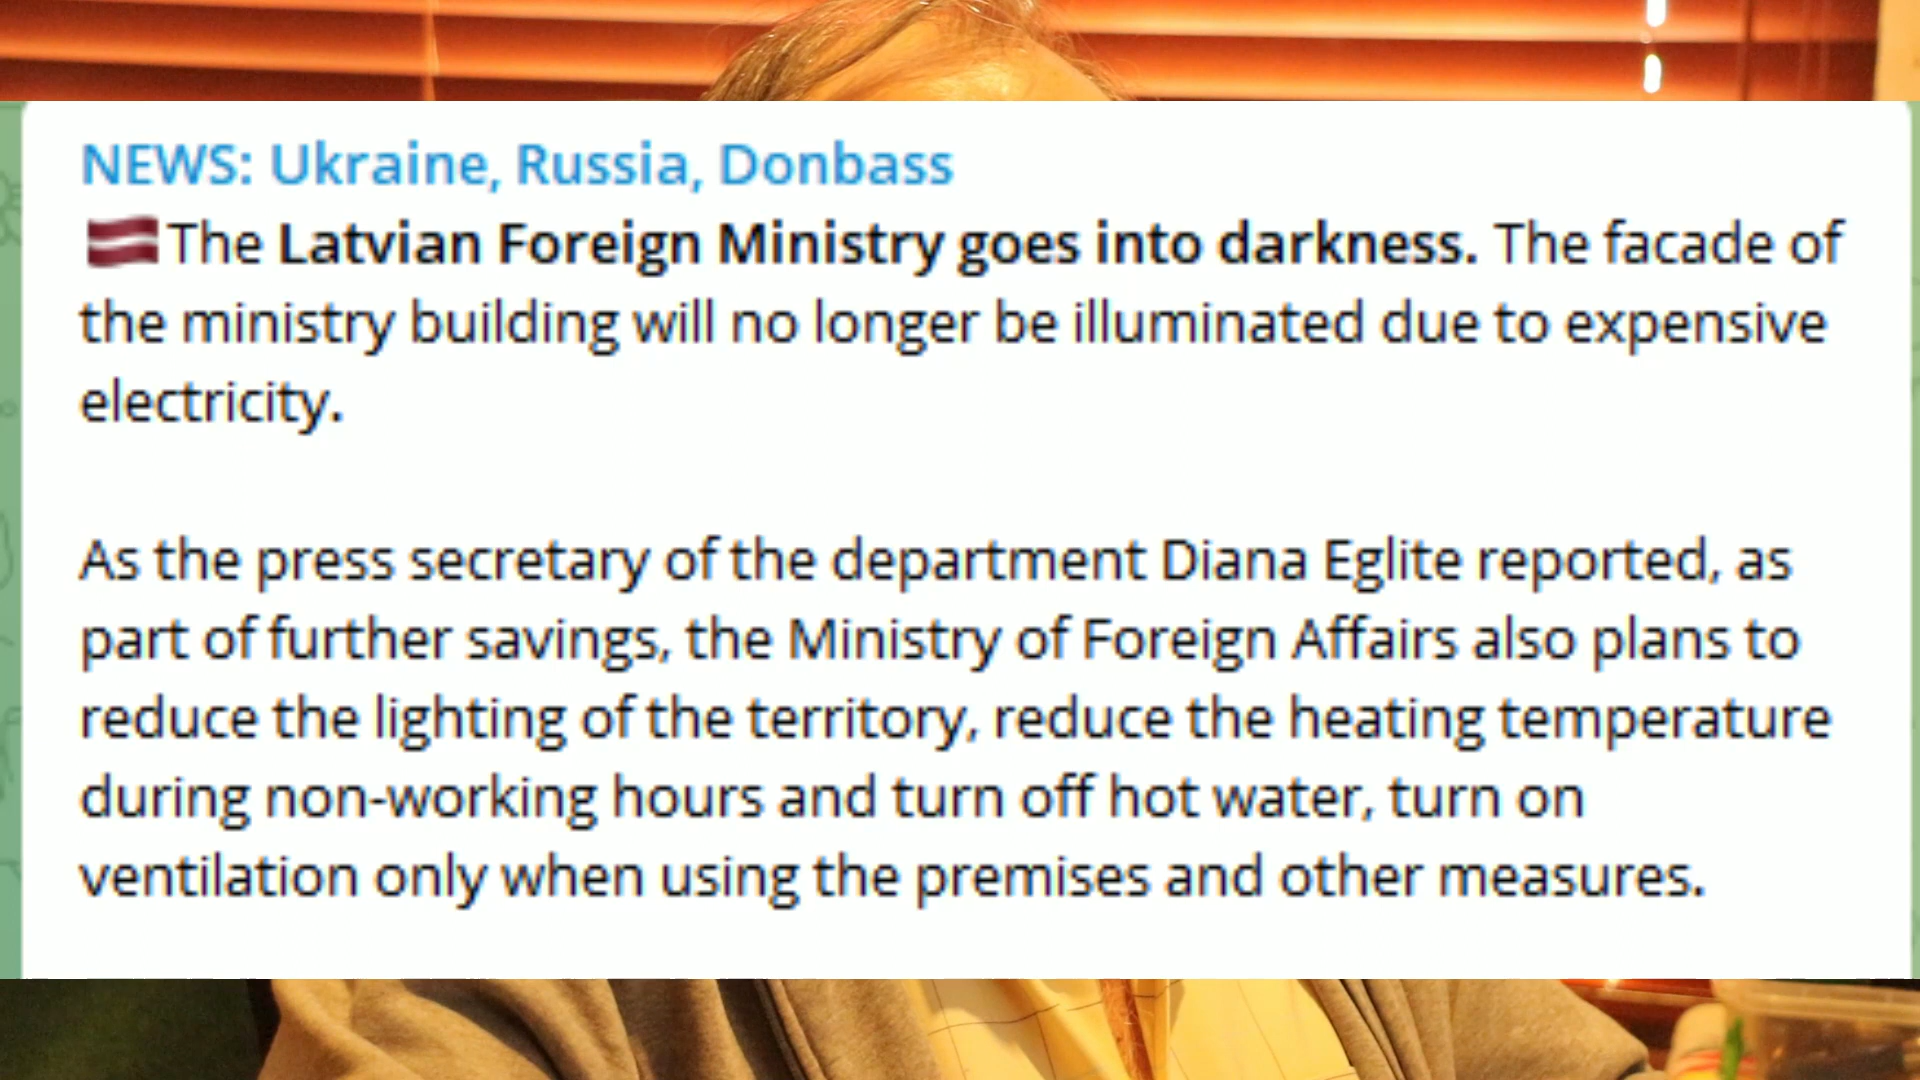 NEWS: Ukraine, Russia, Donbass
The Latvian Foreign Ministry goes into darkness. The facade of
the ministry building will no longer be illuminated due to expensive
electricity.
As the press secretary of the department Diana Eglite reported, as
part of further savings, the Ministry of Foreign Affairs also plans to
reduce the lighting of the territory, reduce the heating temperature
during non-working hours and turn off hot water, turn on
ventilation only when using the premises and other measures.